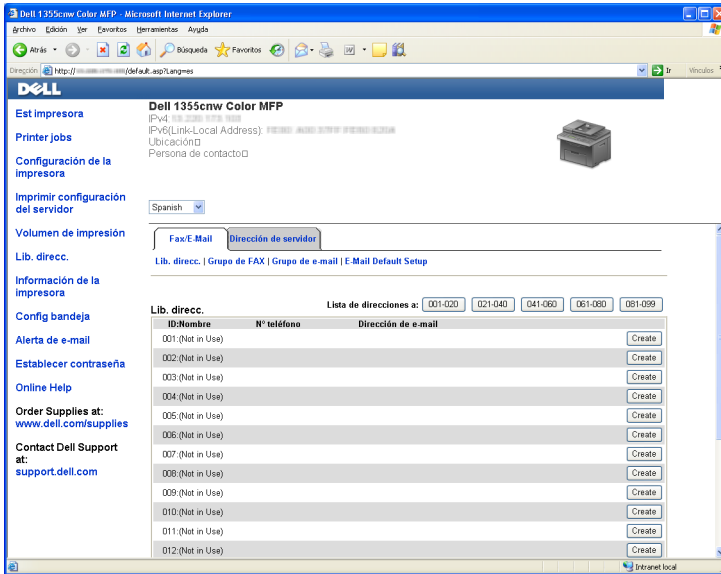 Dell 1355cnw Color MFP - Microsoft Internet Explorer
Archivo Edición Ver Favoritos Herramientas Ayuda
Atrás Búsqueda Favoritos
Dirección http:// /default.asp?Lang=es Ir Vínculos
DELL
Dell 1355cnw Color MFP
IPv4:
IPv6(Link-Local Address):
Ubicación
Persona de contacto
Spanish
Est impresora
Printer jobs
Configuración de la
impresora
Imprimir configuración
del servidor
Volumen de impresión
Lib. direcc.
Información de la
impresora
Config bandeja
Alerta de e-mail
Establecer contraseña
Online Help
Order Supplies at:
www.dell.com/supplies
Contact Dell Support
at:
support.dell.com
Fax/E-Mail Dirección de servidor
Lib. direcc. | Grupo de FAX | Grupo de e-mail | E-Mail Default Setup
Lib. direcc. Lista de direcciones a: 001-020 021-040 041-060 061-080 081-099
ID:Nombre Nº teléfono Dirección de e-mail
001:(Not in Use) Create
002:(Not in Use) Create
003:(Not in Use) Create
004:(Not in Use) Create
005:(Not in Use) Create
006:(Not in Use) Create
007:(Not in Use) Create
008:(Not in Use) Create
009:(Not in Use) Create
010:(Not in Use) Create
011:(Not in Use) Create
012:(Not in Use) Create
Intranet local